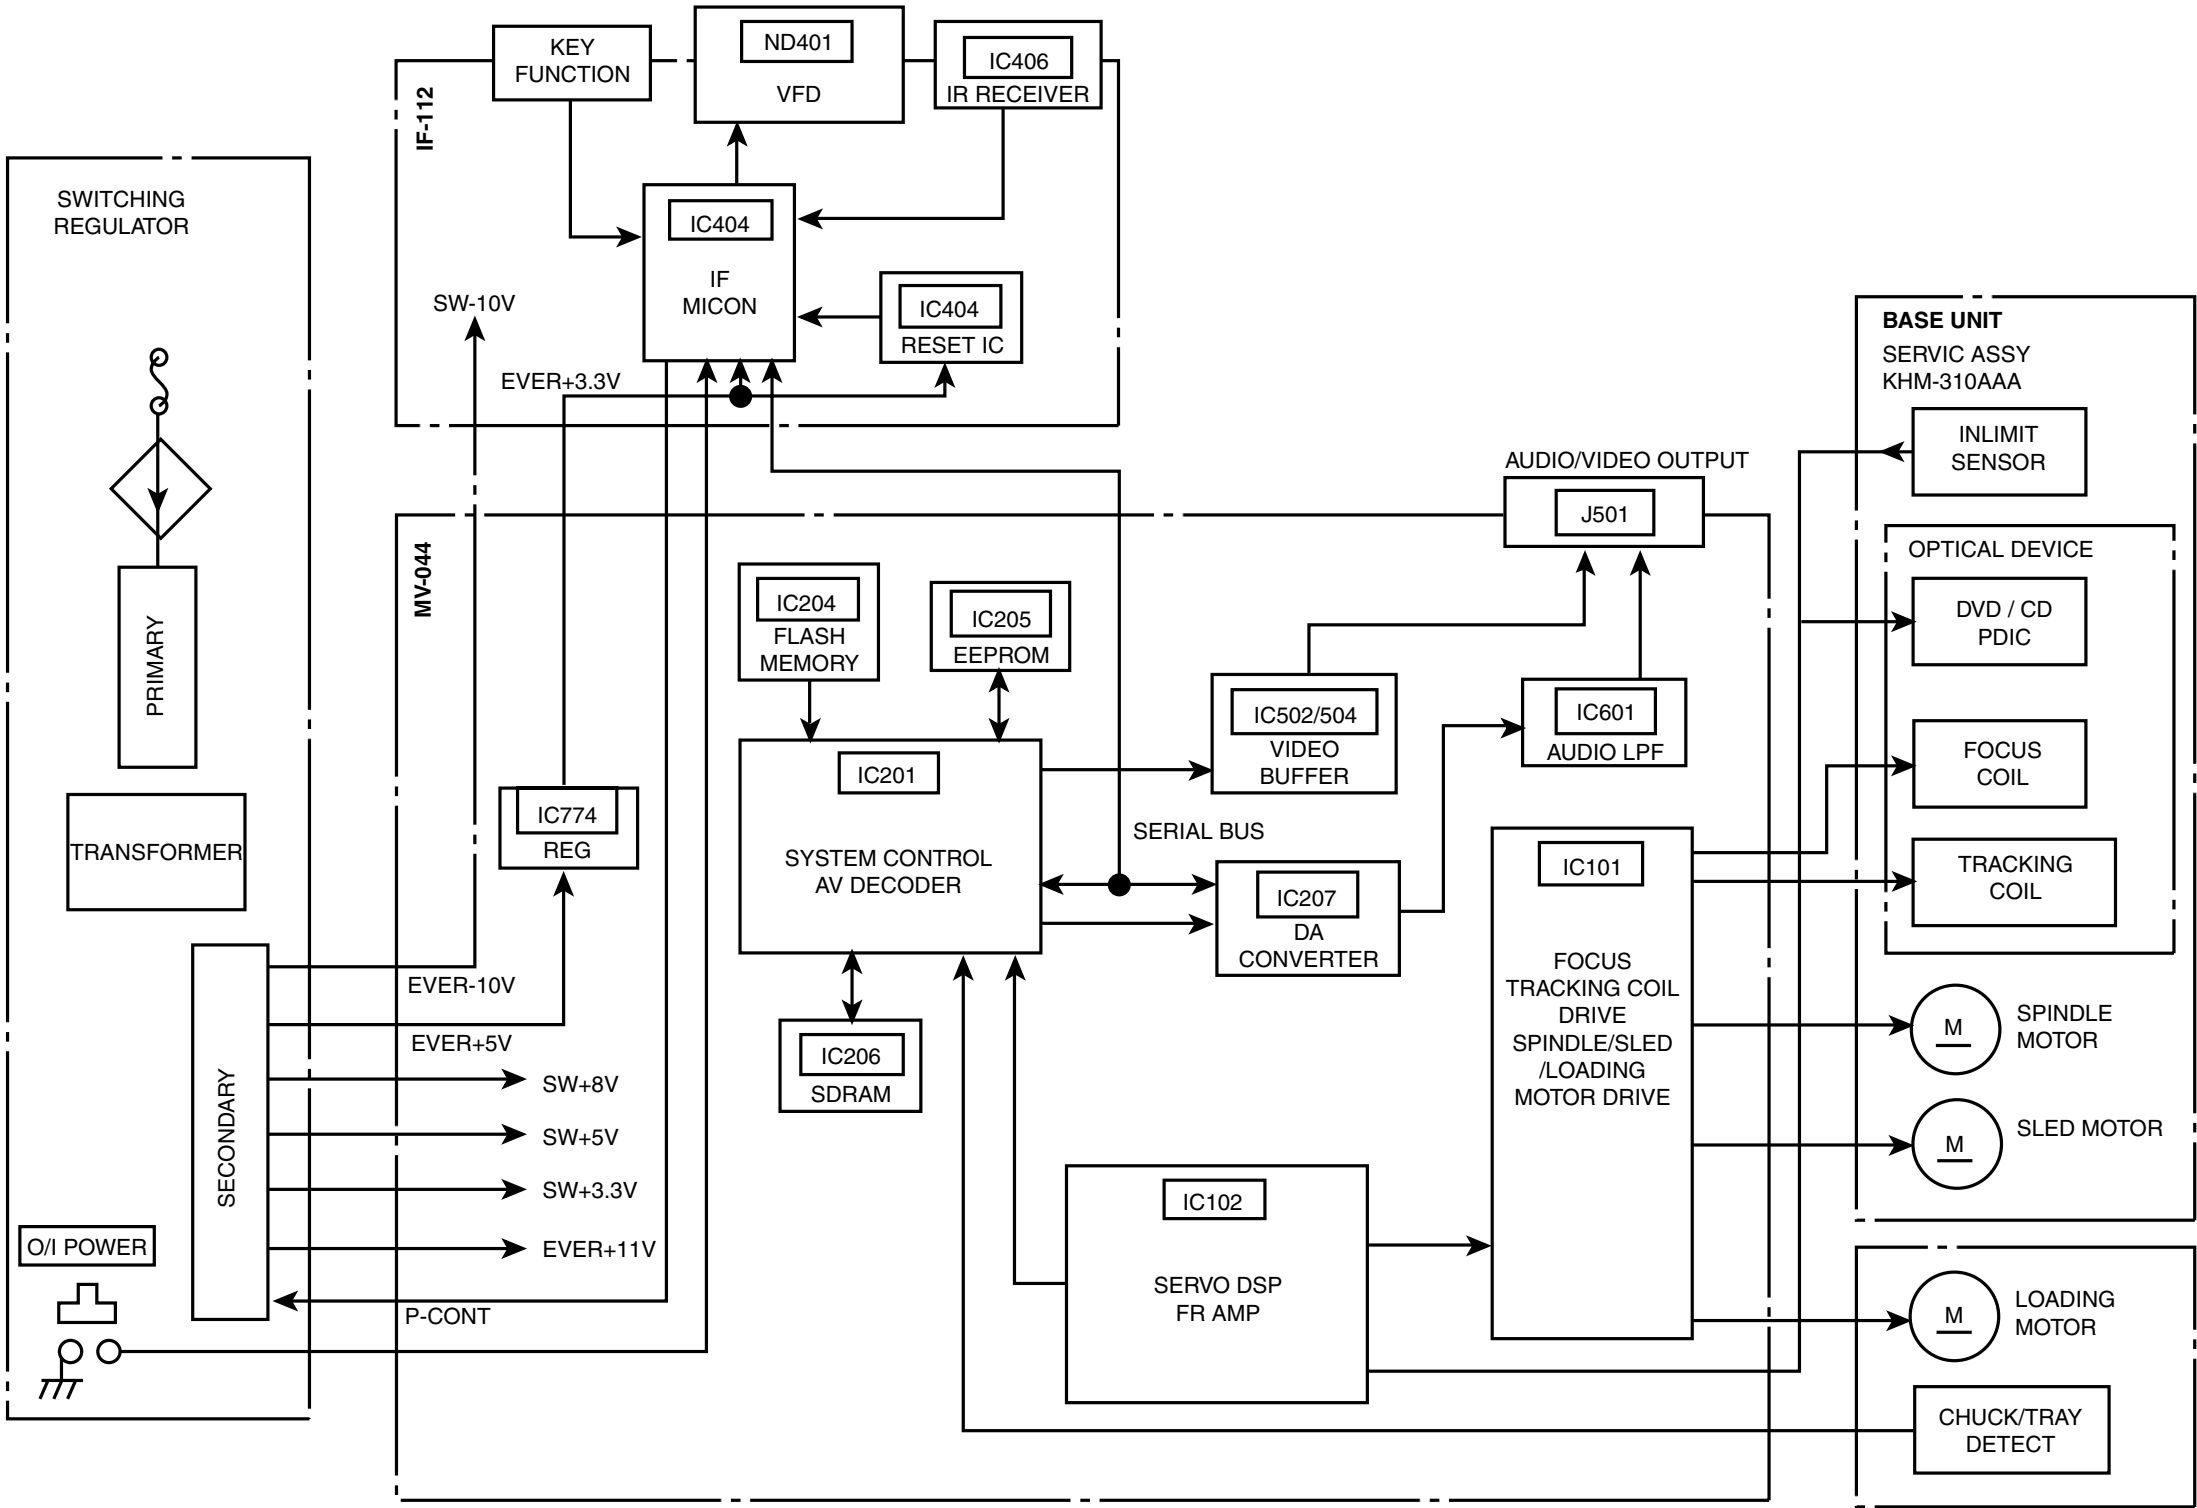 SWITCHING
REGULATOR
PRIMARY
TRANSFORMER
SECONDARY
O/I POWER
IF-112
KEY
FUNCTION
ND401
VFD
IC406
IR RECEIVER
IC404
IF
MICON
IC404
RESET IC
SW-10V
EVER+3.3V
MV-044
IC774
REG
EVER-10V
EVER+5V
SW+8V
SW+5V
SW+3.3V
EVER+11V
P-CONT
IC204
FLASH
MEMORY
IC205
EEPROM
IC201
SYSTEM CONTROL
AV DECODER
IC206
SDRAM
AUDIO/VIDEO OUTPUT
J501
IC502/504
VIDEO
BUFFER
IC601
AUDIO LPF
SERIAL BUS
IC207
DA
CONVERTER
IC101
FOCUS
TRACKING COIL
DRIVE
SPINDLE/SLED
/LOADING
MOTOR DRIVE
IC102
SERVO DSP
FR AMP
BASE UNIT
SERVIC ASSY
KHM-310AAA
INLIMIT
SENSOR
OPTICAL DEVICE
DVD / CD
PDIC
FOCUS
COIL
TRACKING
COIL
M
SPINDLE
MOTOR
M
SLED MOTOR
M
LOADING
MOTOR
CHUCK/TRAY
DETECT